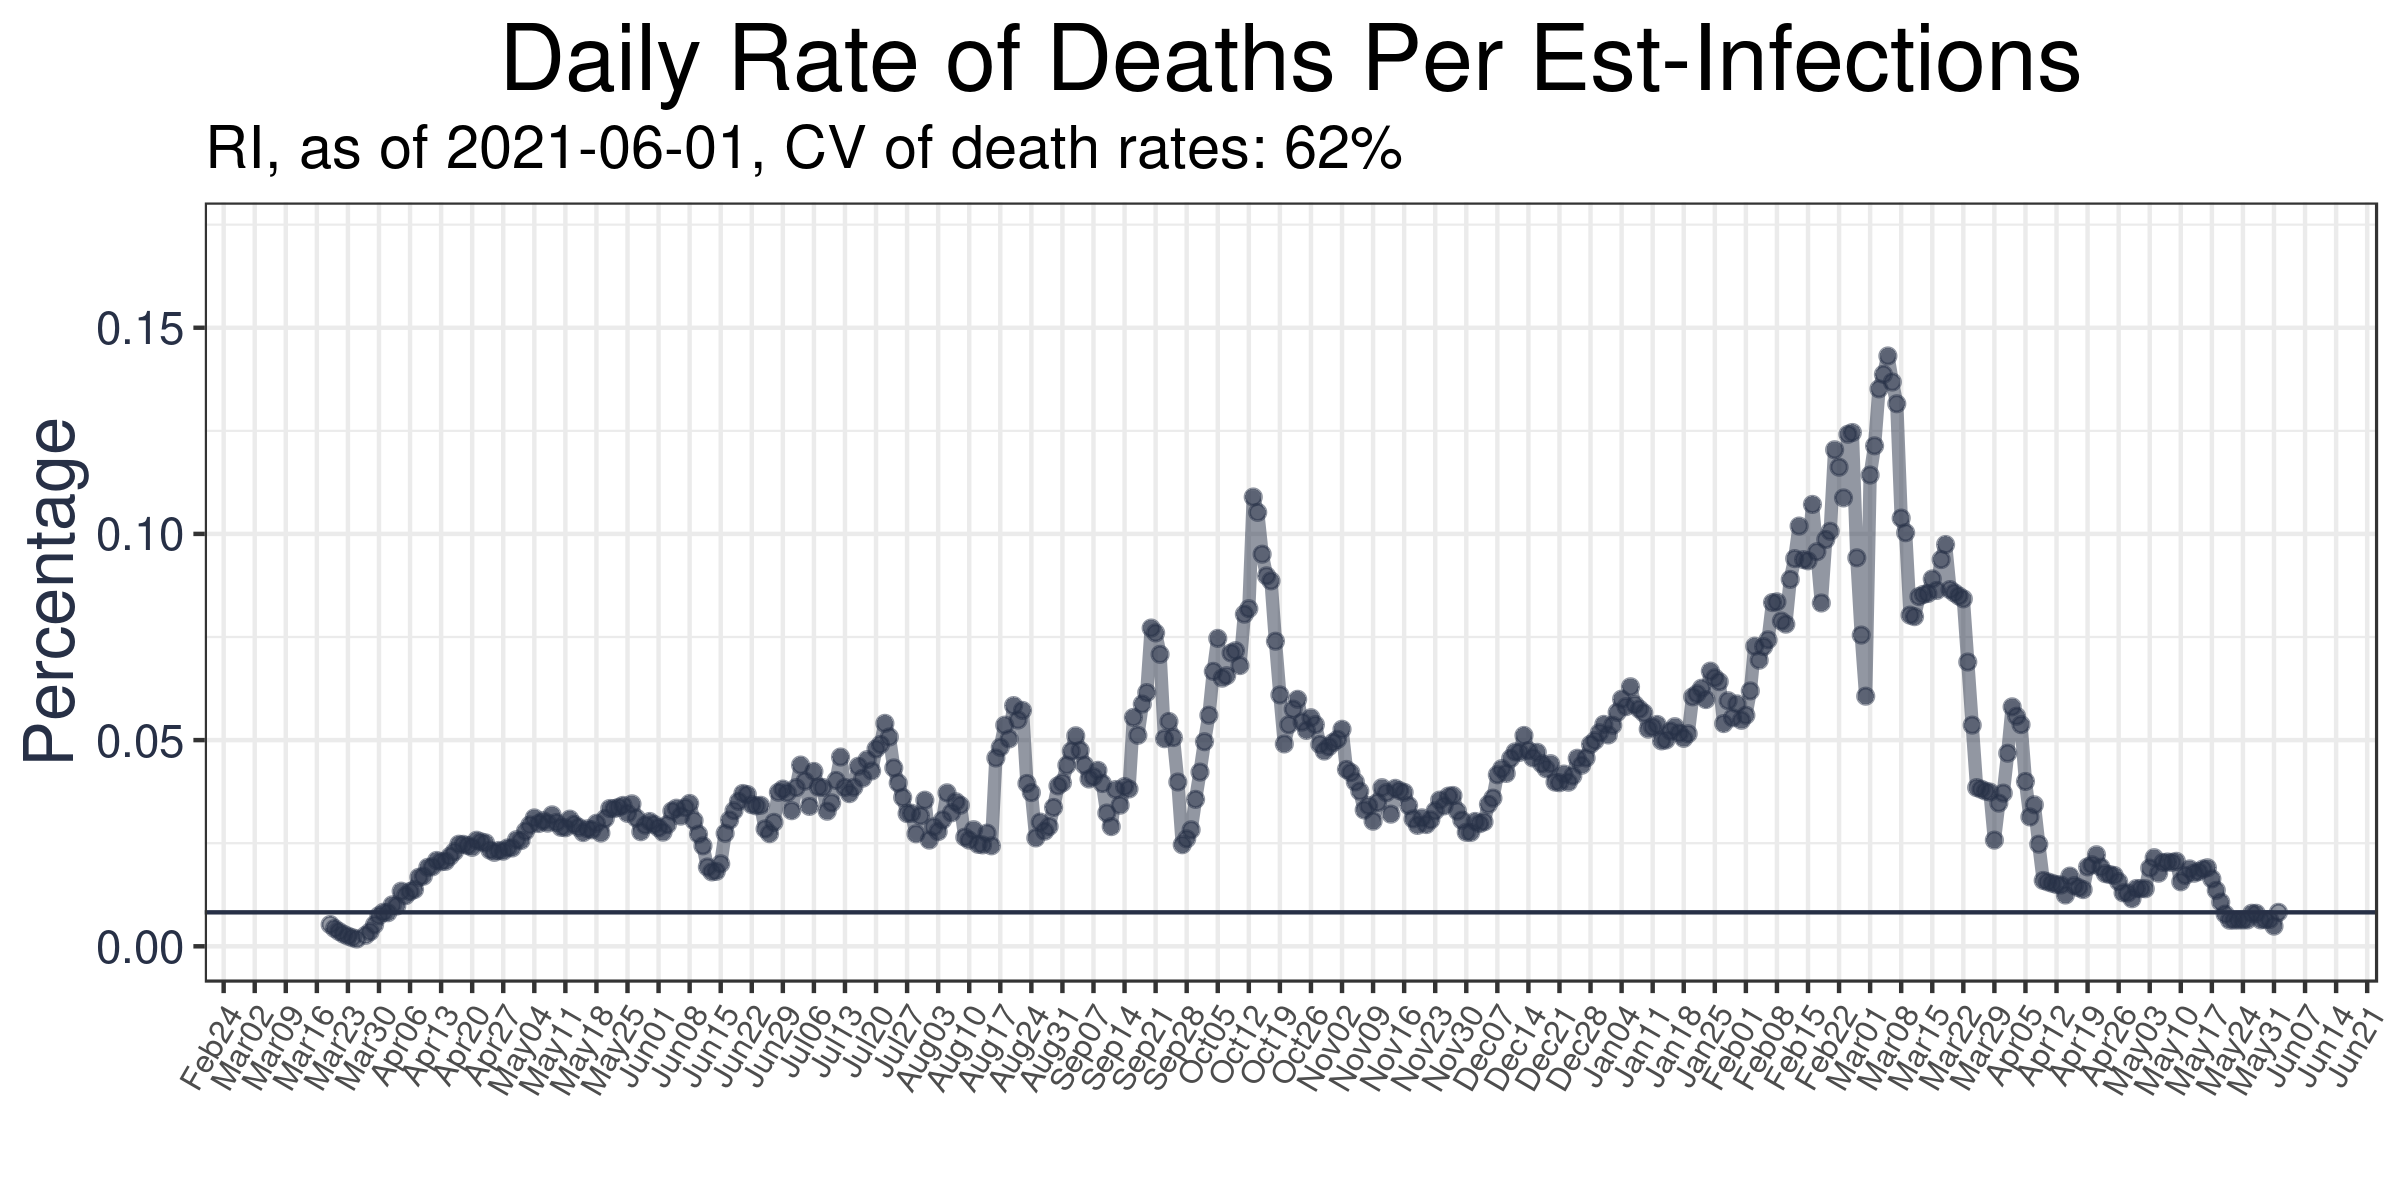 Daily Rate of Deaths Per Est-Infections
RI, as of 2021-06-01, CV of death rates: 62%
Percentage
0.15
0.10
0.05
0.00
Feb24
Mar02
Mar09
Mar16
Mar23
Mar30
Apr06
Apr13
Apr20
Apr27
May04
May11
May18
May25
Jun01
Jun08
Jun15
Jun22
Jun29
Jul06
Jul13
Jul20
Jul27
Aug03
Aug10
Aug17
Aug24
Aug31
Sep07
Sep14
Sep21
Sep28
Oct05
Oct12
Oct19
Oct26
Nov02
Nov09
Nov16
Nov23
Nov30
Dec07
Dec14
Dec21
Dec28
Jan04
Jan11
Jan18
Jan25
Feb01
Feb08
Feb15
Feb22
Mar01
Mar08
Mar15
Mar22
Mar29
Apr05
Apr12
Apr19
Apr26
May03
May10
May17
May24
May31
Jun07
Jun14
Jun21